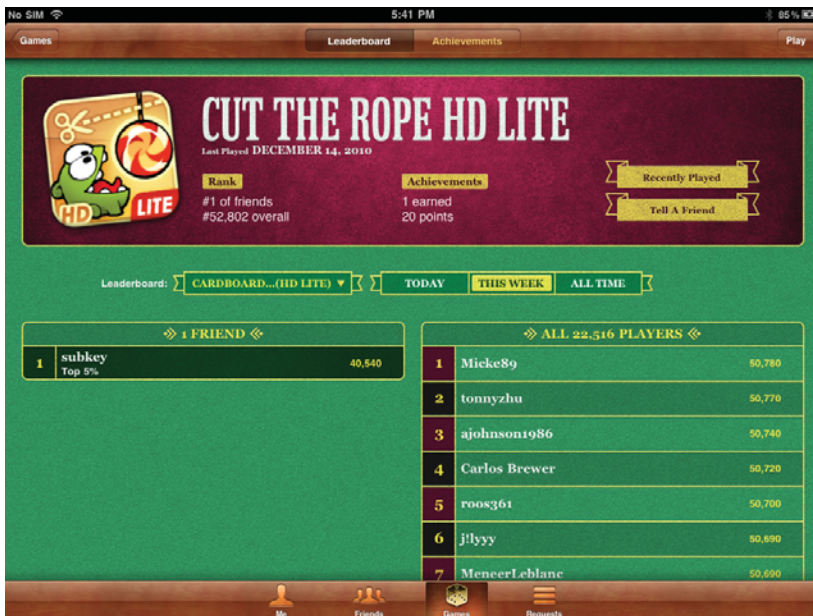 No SIM 5:41 PM 85%
Games Leaderboard Achievements Play
CUT THE ROPE HD LITE
Last Played DECEMBER 14, 2010
HD LITE
Rank
#1 of friends
#52,802 overall
Achievements
1 earned
20 points
Recently Played
Tell A Friend
Leaderboard: CARDBOARD...(HD LITE) ▼ TODAY THIS WEEK ALL TIME
1 FRIEND
1 subkey 40,540
Top 5%
ALL 22,516 PLAYERS
1 Micke89 50,780
2 tonnyzhu 50,770
3 ajohnson1986 50,740
4 Carlos Brewer 50,720
5 roos361 50,700
6 j!lyyy 50,690
7 MeneerLeblanc 50,690
Me Friends Games Requests